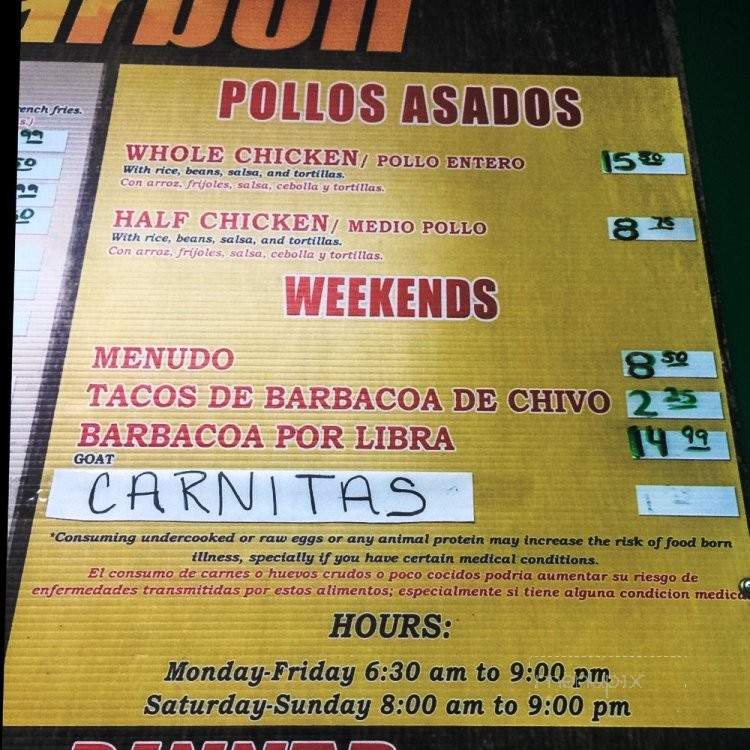 ench fries.
99
POLLOS ASADOS
WHOLE CHICKEN/ POLLO ENTERO 15 50
With rice, beans, salsa, and tortillas.
Con arroz, frijoles, salsa, cebolla y tortillas.
HALF CHICKEN/ MEDIO POLLO 8 75
With rice, beans, salsa, and tortillas.
Con arroz, frijoles, salsa, cebolla y tortillas.
WEEKENDS
MENUDO 8 50
TACOS DE BARBACOA DE CHIVO 2 25
BARBACOA POR LIBRA 14 99
GOAT
CARNITAS
*Consuming undercooked or raw eggs or any animal protein may increase the risk of food born
illness, specially if you have certain medical conditions.
El consumo de carnes o huevos crudos o poco cocidos podria aumentar su riesgo de
enfermedades transmitidas por estos alimentos; especialmente si tiene alguna condicion medica
HOURS:
Monday-Friday 6:30 am to 9:00 pm
Saturday-Sunday 8:00 am to 9:00 pm
menupix
DINNER